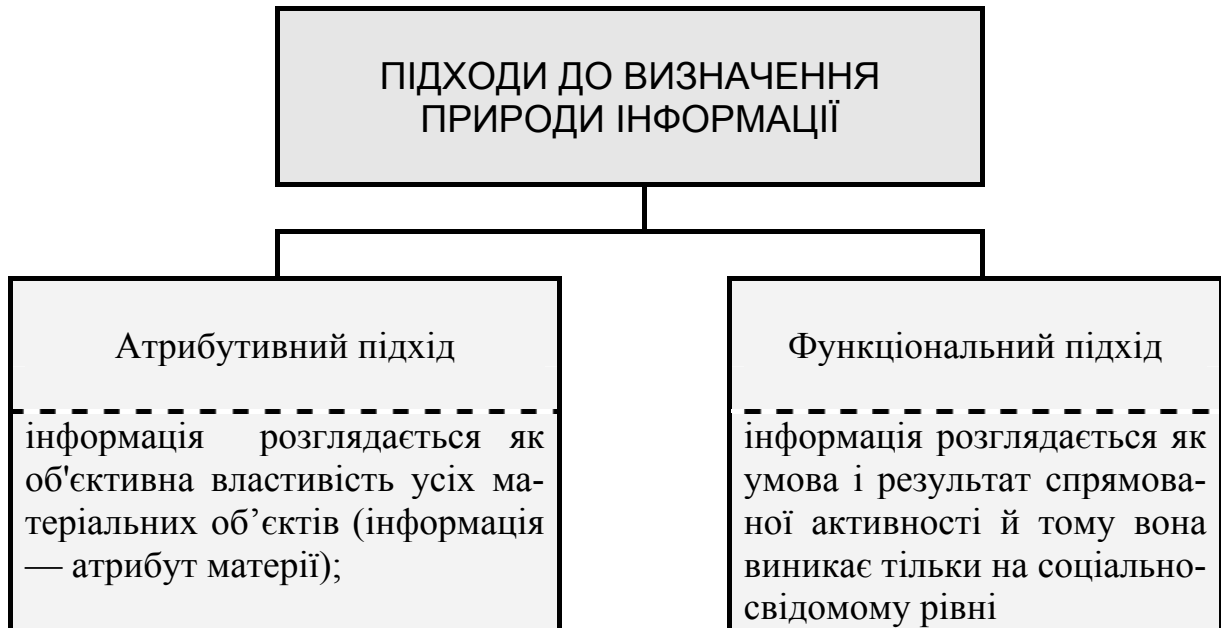 ПІДХОДИ ДО ВИЗНАЧЕННЯ
ПРИРОДИ ІНФОРМАЦІЇ
Атрибутивний підхід
інформація розглядається як
об'єктивна властивість усіх ма-
теріальних об’єктів (інформація
— атрибут матерії);
Функціональний підхід
інформація розглядається як
умова і результат спрямова-
ної активності й тому вона
виникає тільки на соціально-
свідомому рівні